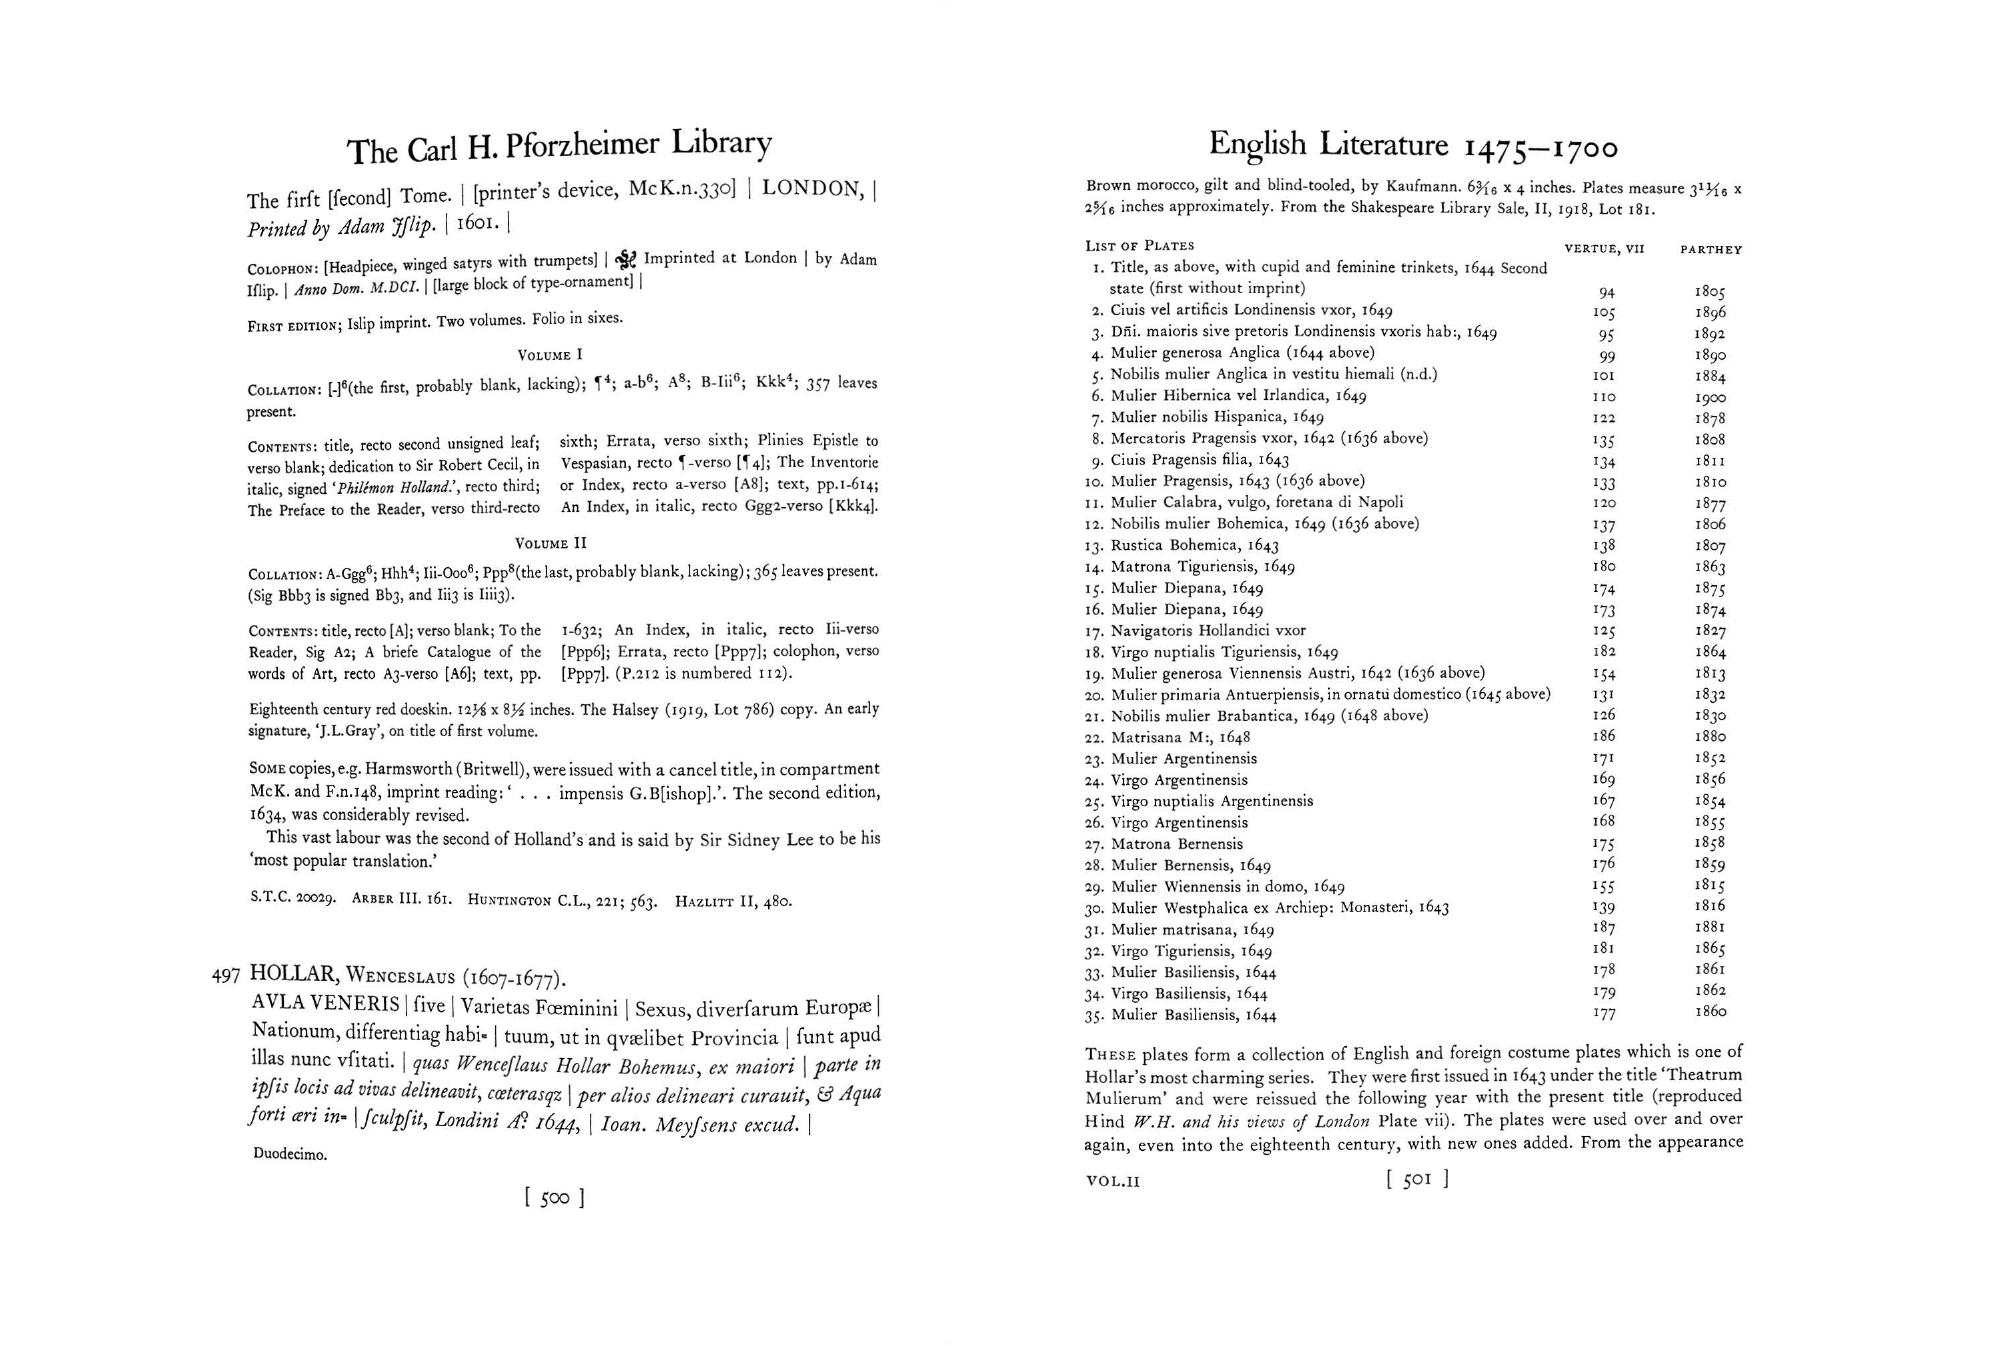 The Carl H. Pforzheimer Library
The firſt [ſecond] Tome. | [printer's device, McK.n.330] | LONDON, |
Printed by Adam Iſlip. | 1601. |
COLOPHON: [Headpiece, winged satyrs with trumpets] | Imprinted at London | by Adam
Iſlip. | Anno Dom. M.DCI. | [large block of type-ornament] |
FIRST EDITION; Islip imprint. Two volumes. Folio in sixes.
VOLUME I
COLLATION: [-]⁶(the first, probably blank, lacking); ¶⁴; a-b⁶; A⁸; B-Iii⁶; Kkk⁴; 357 leaves
present.
CONTENTS: title, recto second unsigned leaf;
verso blank; dedication to Sir Robert Cecil, in
italic, signed 'Philémon Holland.', recto third;
The Preface to the Reader, verso third-recto
sixth; Errata, verso sixth; Plinies Epistle to
Vespasian, recto ¶-verso [¶4]; The Inventorie
or Index, recto a-verso [A8]; text, pp.1-614;
An Index, in italic, recto Ggg2-verso [Kkk4].
VOLUME II
COLLATION: A-Ggg⁶; Hhh⁴; Iii-Ooo⁶; Ppp⁸(the last, probably blank, lacking); 365 leaves present.
(Sig Bbb3 is signed Bb3, and Iii3 is Iiii3).
CONTENTS: title, recto [A]; verso blank; To the
Reader, Sig A2; A briefe Catalogue of the
words of Art, recto A3-verso [A6]; text, pp.
1-632; An Index, in italic, recto Iii-verso
[Ppp6]; Errata, recto [Ppp7]; colophon, verso
[Ppp7]. (P.212 is numbered 112).
Eighteenth century red doeskin. 12⅛ x 8½ inches. The Halsey (1919, Lot 786) copy. An early
signature, 'J.L.Gray', on title of first volume.
SOME copies, e.g. Harmsworth (Britwell), were issued with a cancel title, in compartment
McK. and F.n.148, imprint reading: ' . . . impensis G.B[ishop].'. The second edition,
1634, was considerably revised.
This vast labour was the second of Holland's and is said by Sir Sidney Lee to be his
'most popular translation.'
S.T.C. 20029. ARBER III. 161. HUNTINGTON C.L., 221; 563. HAZLITT II, 480.
497 HOLLAR, WENCESLAUS (1607-1677).
AVLA VENERIS | ſive | Varietas Fœminini | Sexus, diverſarum Europæ |
Nationum, differentiag habi= | tuum, ut in qvælibet Provincia | ſunt apud
illas nunc vſitati. | quas Wenceſlaus Hollar Bohemus, ex maiori | parte in
ipſis locis ad vivas delineavit, cæterasqz | per alios delineari curauit, & Aqua
forti æri in= | ſculpſit, Londini Aº 1644, | Ioan. Meyſsens excud. |
Duodecimo.
[ 500 ]
English Literature 1475—1700
Brown morocco, gilt and blind-tooled, by Kaufmann. 6 9/16 x 4 inches. Plates measure 3 11/16 x
2 5/16 inches approximately. From the Shakespeare Library Sale, II, 1918, Lot 181.
LIST OF PLATES VERTUE, VII PARTHEY
1. Title, as above, with cupid and feminine trinkets, 1644 Second
state (first without imprint) 94 1805
2. Ciuis vel artificis Londinensis vxor, 1649 105 1896
3. Dñi. maioris sive pretoris Londinensis vxoris hab:, 1649 95 1892
4. Mulier generosa Anglica (1644 above) 99 1890
5. Nobilis mulier Anglica in vestitu hiemali (n.d.) 101 1884
6. Mulier Hibernica vel Irlandica, 1649 110 1900
7. Mulier nobilis Hispanica, 1649 122 1878
8. Mercatoris Pragensis vxor, 1642 (1636 above) 135 1808
9. Ciuis Pragensis filia, 1643 134 1811
10. Mulier Pragensis, 1643 (1636 above) 133 1810
11. Mulier Calabra, vulgo, foretana di Napoli 120 1877
12. Nobilis mulier Bohemica, 1649 (1636 above) 137 1806
13. Rustica Bohemica, 1643 138 1807
14. Matrona Tiguriensis, 1649 180 1863
15. Mulier Diepana, 1649 174 1875
16. Mulier Diepana, 1649 173 1874
17. Navigatoris Hollandici vxor 125 1827
18. Virgo nuptialis Tiguriensis, 1649 182 1864
19. Mulier generosa Viennensis Austri, 1642 (1636 above) 154 1813
20. Mulier primaria Antuerpiensis, in ornatu domestico (1645 above) 131 1832
21. Nobilis mulier Brabantica, 1649 (1648 above) 126 1830
22. Matrisana M:, 1648 186 1880
23. Mulier Argentinensis 171 1852
24. Virgo Argentinensis 169 1856
25. Virgo nuptialis Argentinensis 167 1854
26. Virgo Argentinensis 168 1855
27. Matrona Bernensis 175 1858
28. Mulier Bernensis, 1649 176 1859
29. Mulier Wiennensis in domo, 1649 155 1815
30. Mulier Westphalica ex Archiep: Monasteri, 1643 139 1816
31. Mulier matrisana, 1649 187 1881
32. Virgo Tiguriensis, 1649 181 1865
33. Mulier Basiliensis, 1644 178 1861
34. Virgo Basiliensis, 1644 179 1862
35. Mulier Basiliensis, 1644 177 1860
THESE plates form a collection of English and foreign costume plates which is one of
Hollar's most charming series. They were first issued in 1643 under the title 'Theatrum
Mulierum' and were reissued the following year with the present title (reproduced
Hind W.H. and his views of London Plate vii). The plates were used over and over
again, even into the eighteenth century, with new ones added. From the appearance
VOL.II [ 501 ]